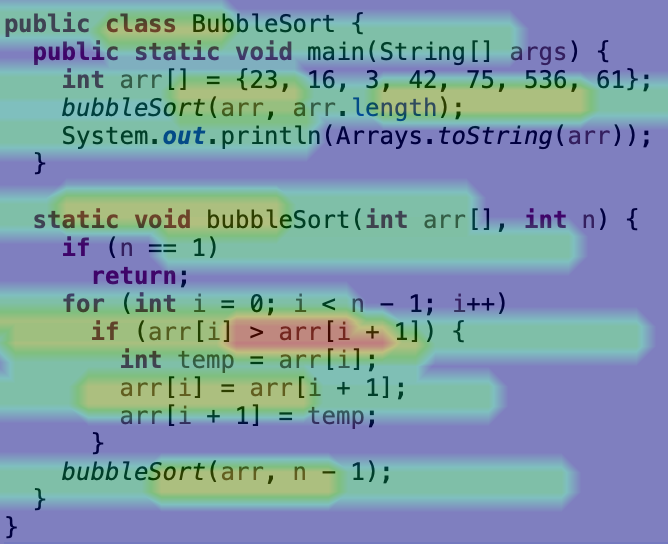 public class BubbleSort {
  public static void main(String[] args) {
    int arr[] = {23, 16, 3, 42, 75, 536, 61};
    bubbleSort(arr, arr.length);
    System.out.println(Arrays.toString(arr));
  }

  static void bubbleSort(int arr[], int n) {
    if (n == 1)
      return;
    for (int i = 0; i < n - 1; i++)
      if (arr[i] > arr[i + 1]) {
        int temp = arr[i];
        arr[i] = arr[i + 1];
        arr[i + 1] = temp;
      }
    bubbleSort(arr, n - 1);
  }
}